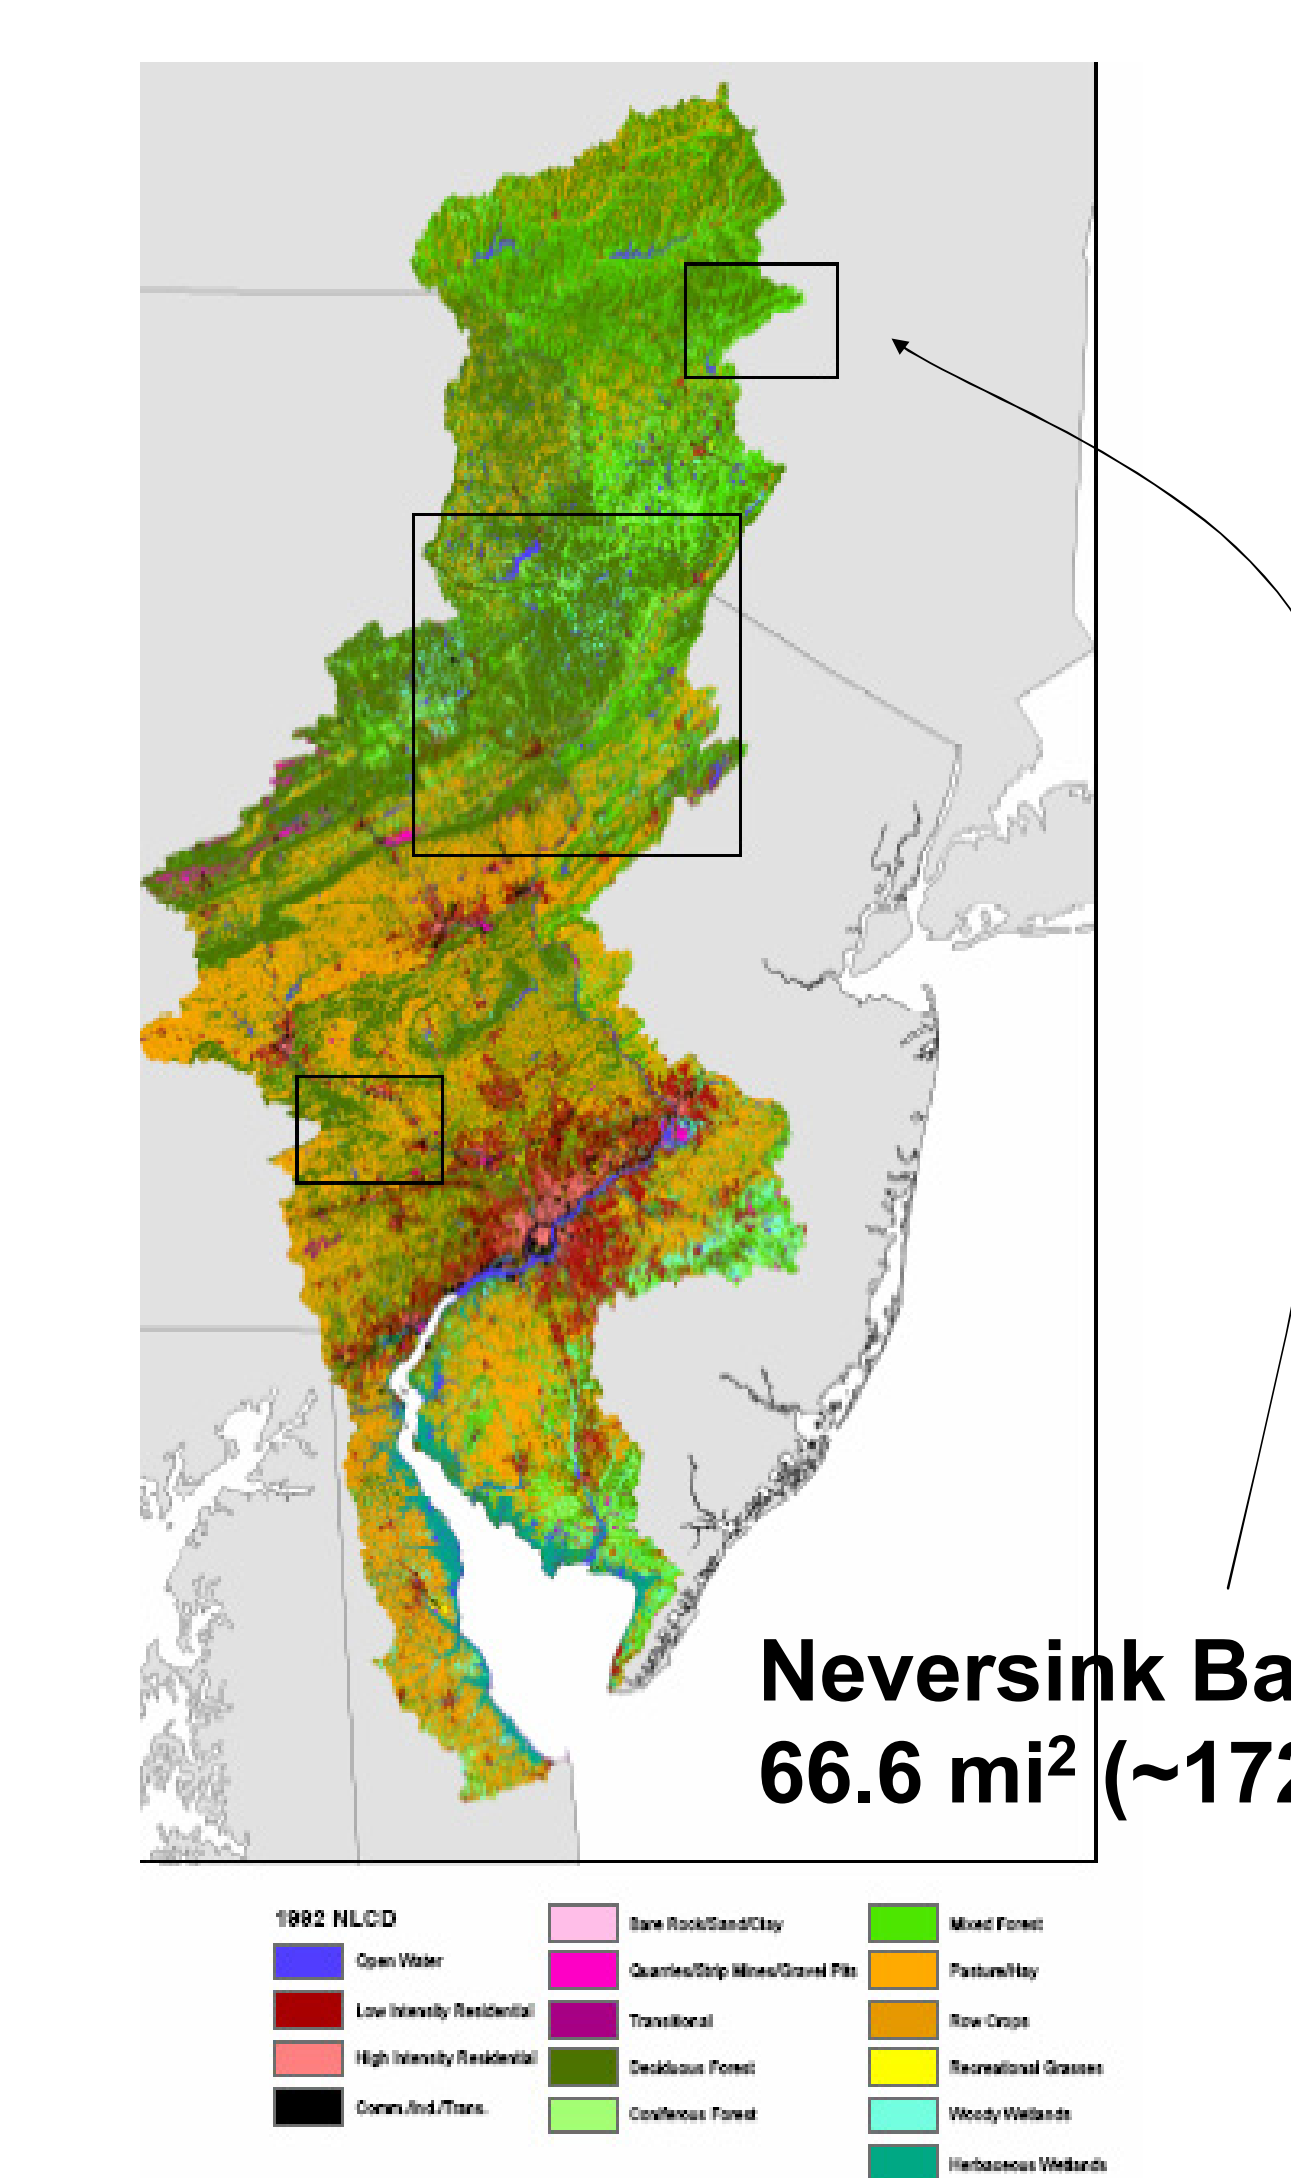 Neversink Ba
66.6 mi² (~172
1992 NLCD
Open Water
Low Intensity Residential
High Intensity Residential
Comm./Ind./Trans.
Bare Rock/Sand/Clay
Quarries/Strip Mines/Gravel Pits
Transitional
Deciduous Forest
Coniferous Forest
Mixed Forest
Pasture/Hay
Row Crops
Recreational Grasses
Woody Wetlands
Herbaceous Wetlands